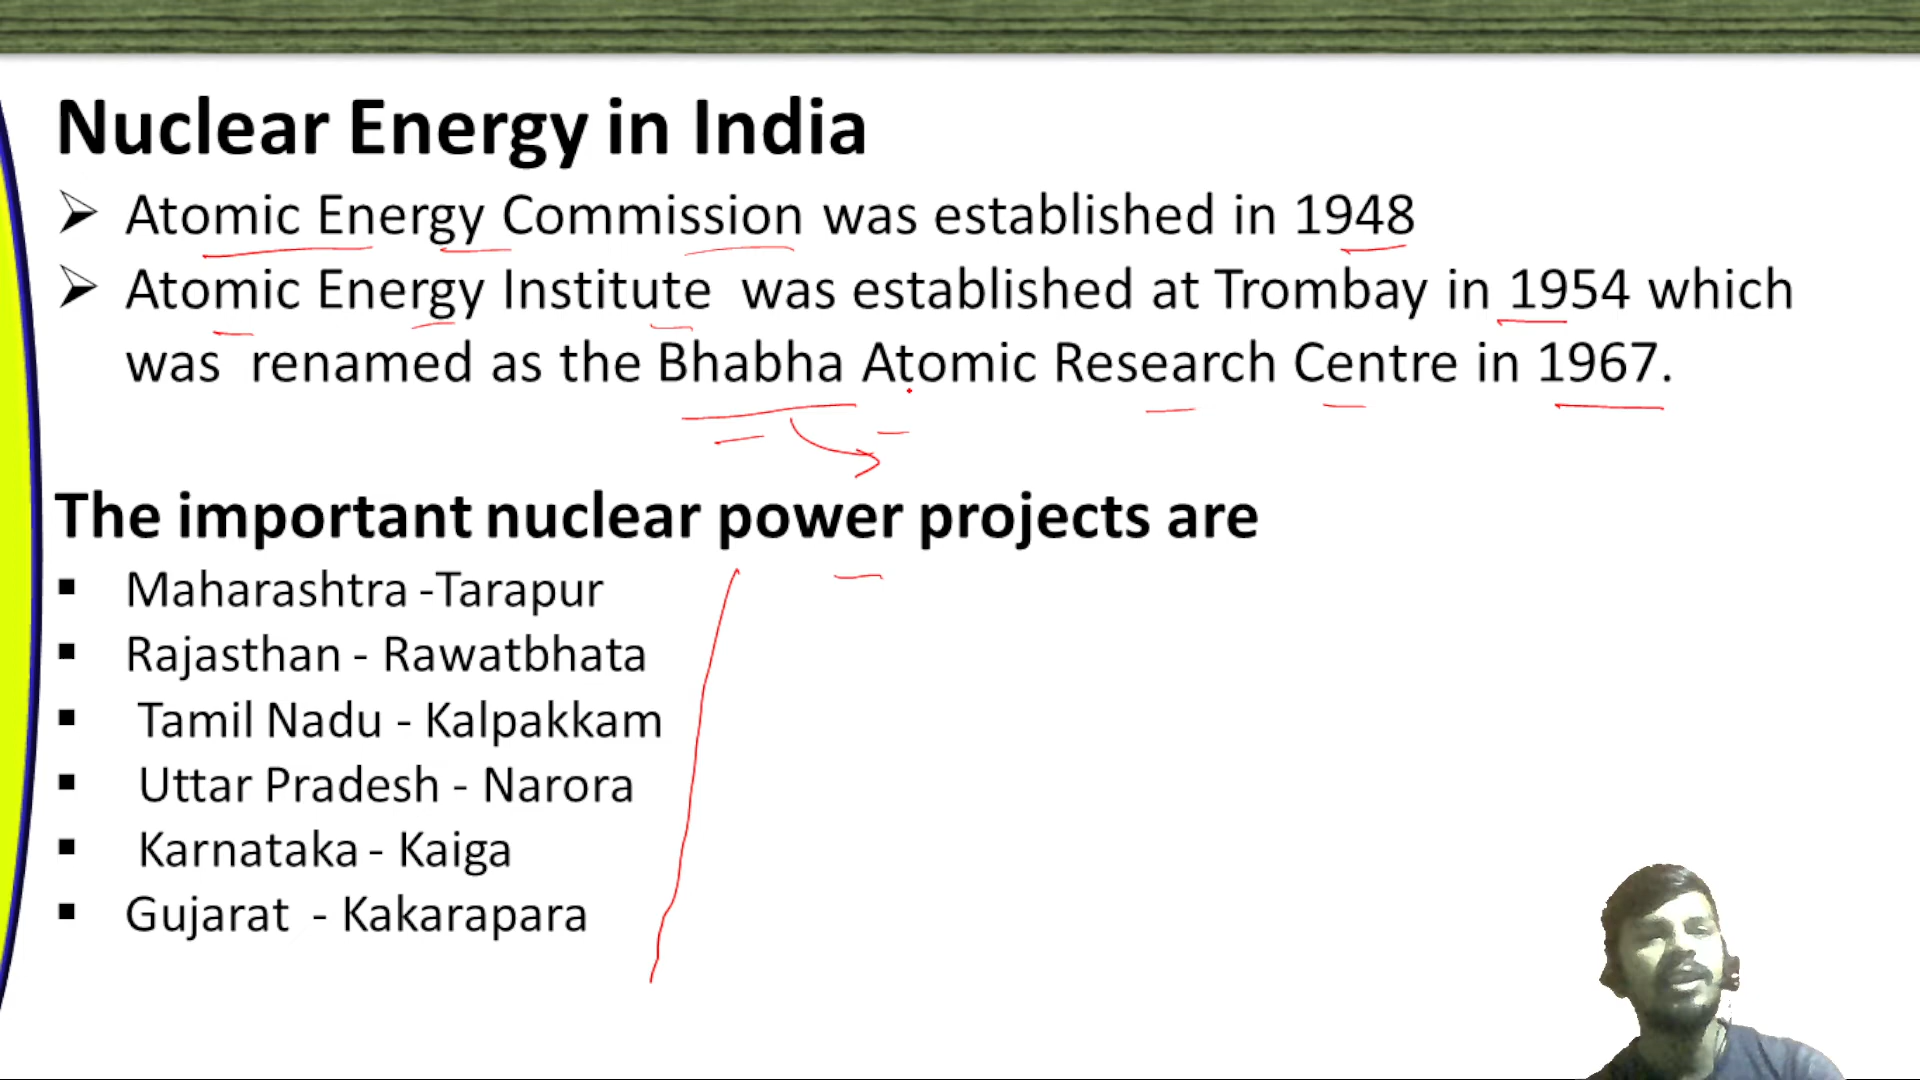 Nuclear Energy in India
➢ Atomic Energy Commission was established in 1948
➢ Atomic Energy Institute was established at Trombay in 1954 which
was renamed as the Bhabha Atomic Research Centre in 1967.
The important nuclear power projects are
▪ Maharashtra -Tarapur
▪ Rajasthan - Rawatbhata
▪ Tamil Nadu - Kalpakkam
▪ Uttar Pradesh - Narora
▪ Karnataka - Kaiga
▪ Gujarat - Kakarapara